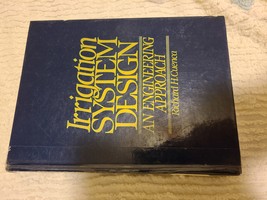 Irrigation
SYSTEM
DESIGN
AN ENGINEERING
APPROACH
Richard H. Cuenca